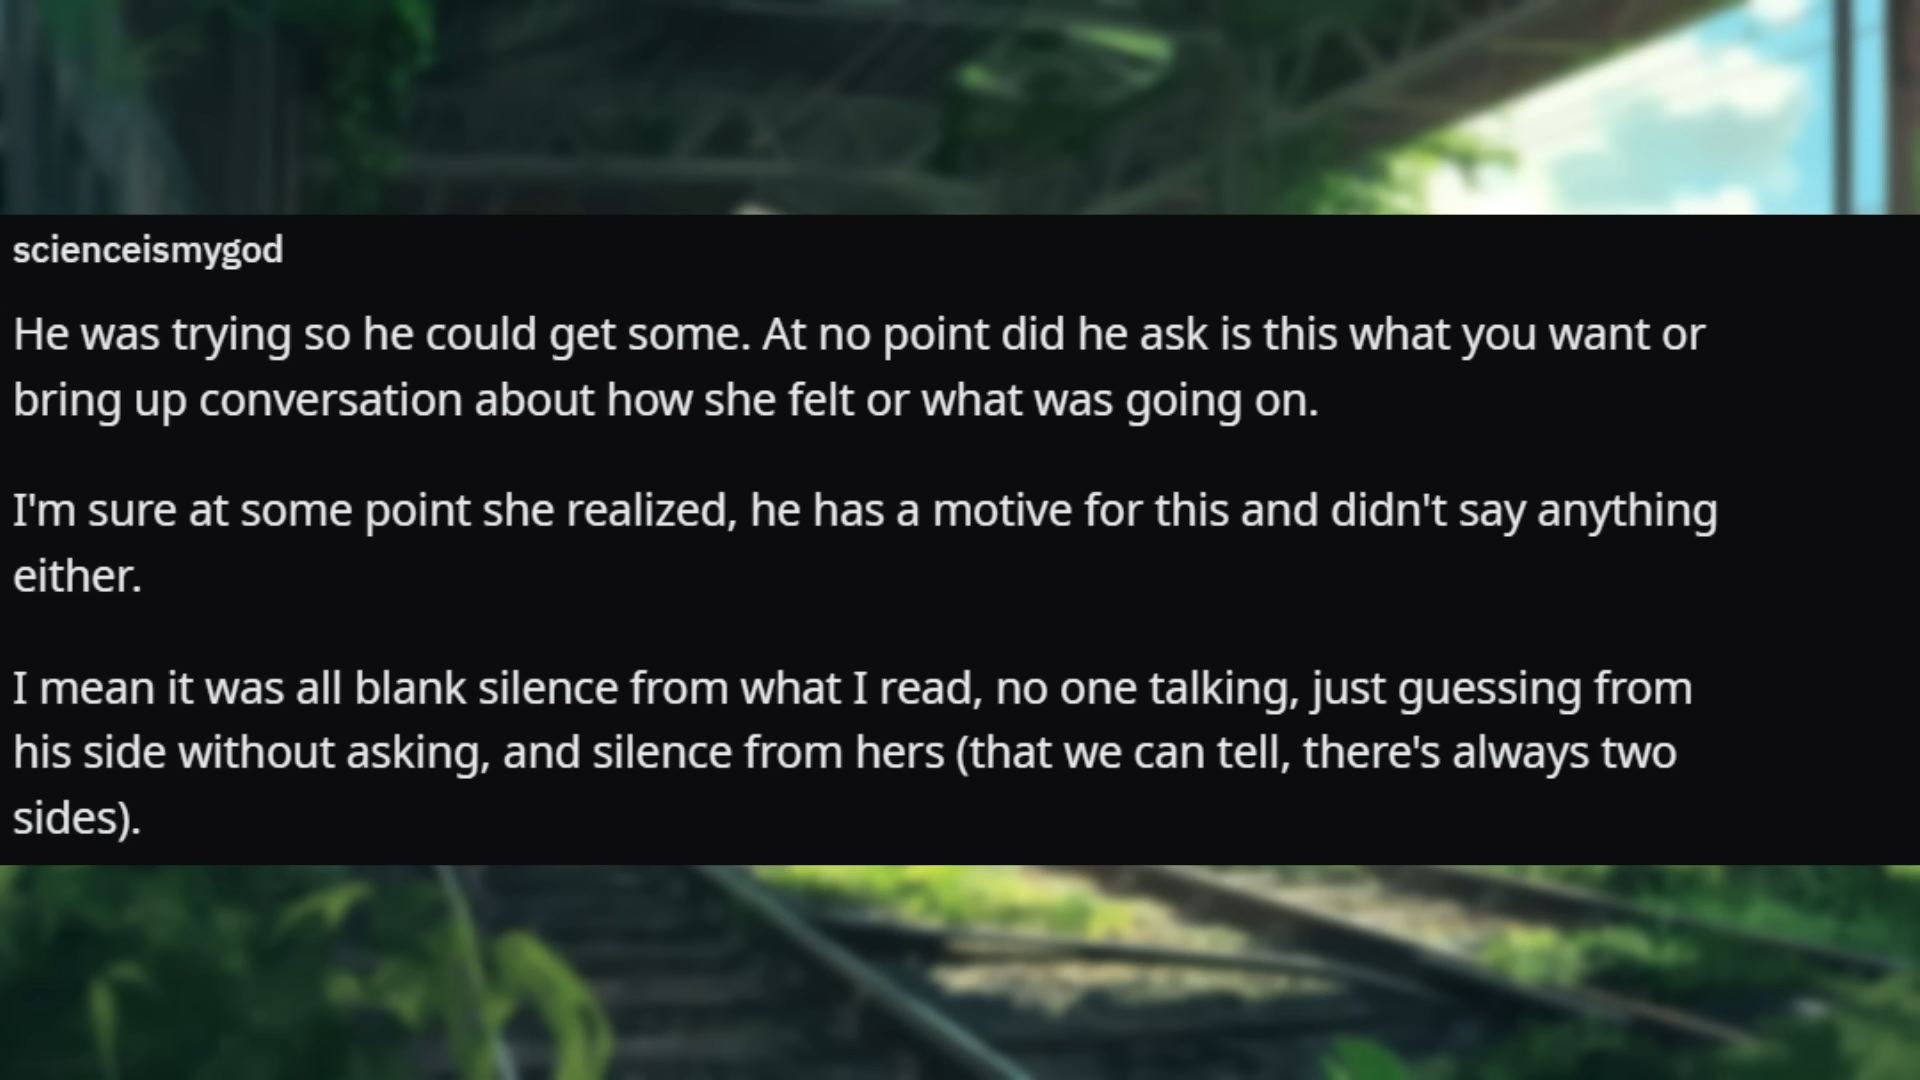 scienceismygod
He was trying so he could get some. At no point did he ask is this what you want or
bring up conversation about how she felt or what was going on.
I'm sure at some point she realized, he has a motive for this and didn't say anything
either.
I mean it was all blank silence from what I read, no one talking, just guessing from
his side without asking, and silence from hers (that we can tell, there's always two
sides).